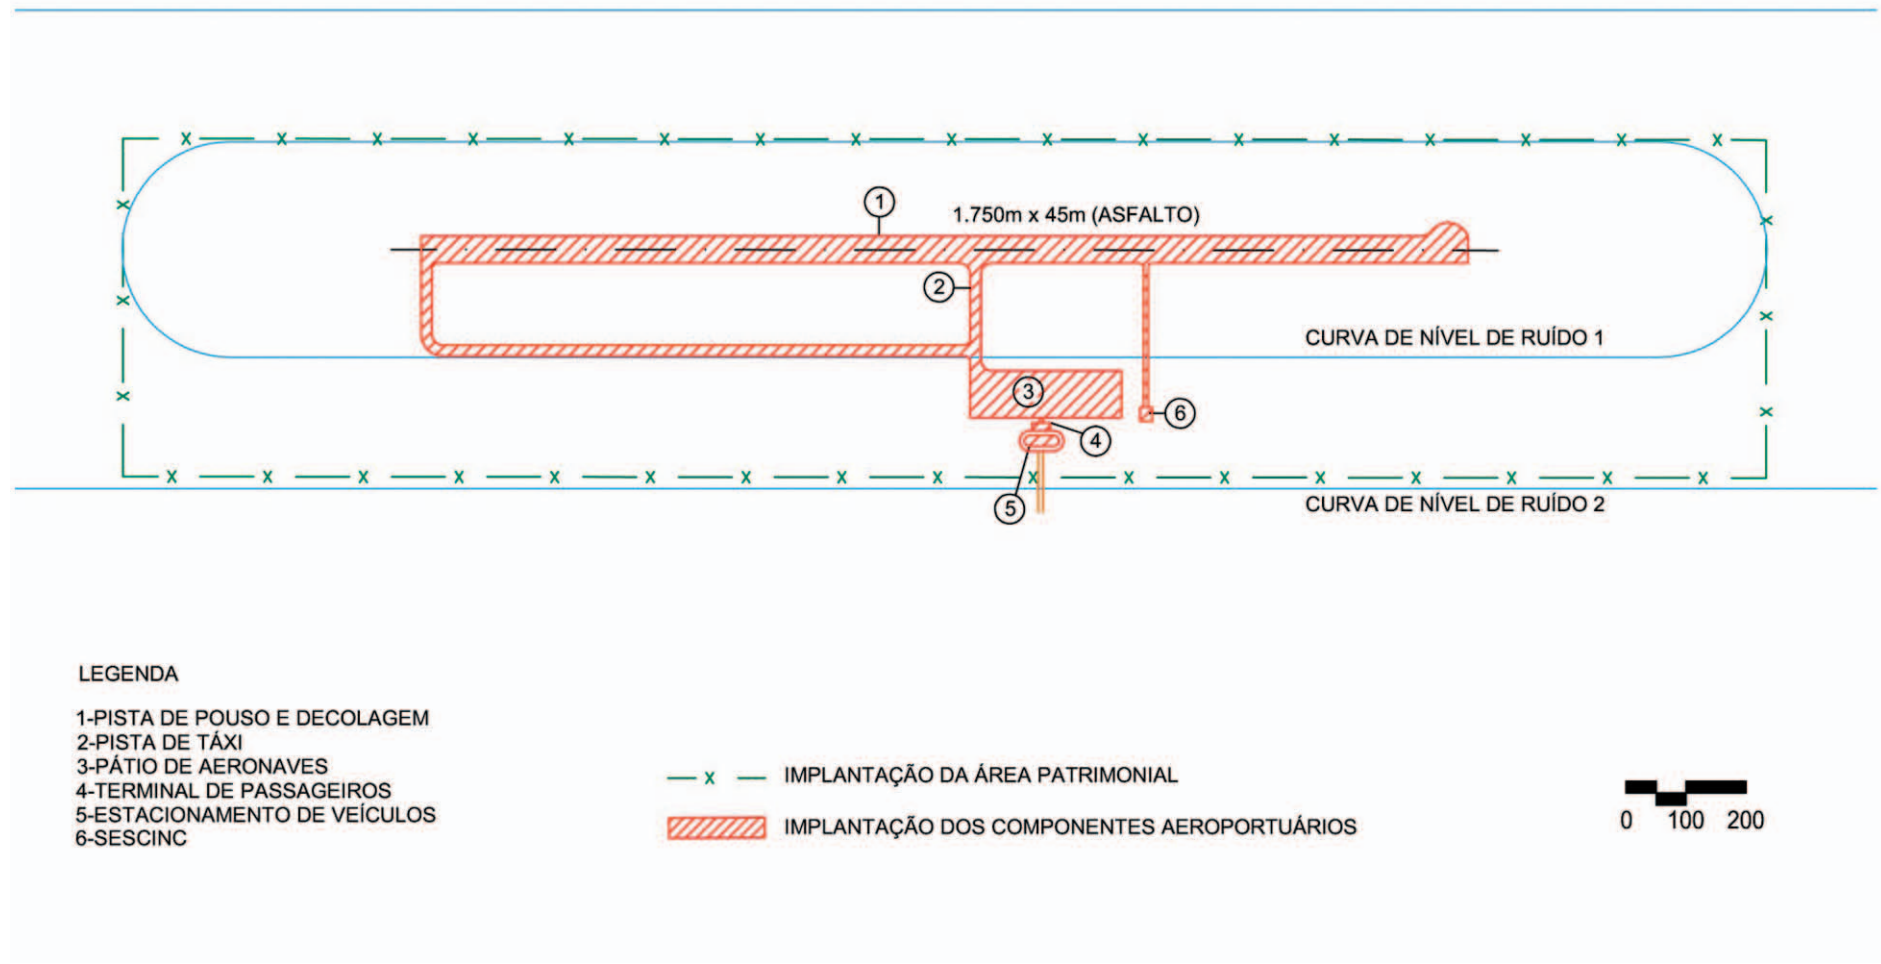 1
1.750m x 45m (ASFALTO)
2
CURVA DE NÍVEL DE RUÍDO 1
3
6
4
5
CURVA DE NÍVEL DE RUÍDO 2
LEGENDA
1-PISTA DE POUSO E DECOLAGEM
2-PISTA DE TÁXI
3-PÁTIO DE AERONAVES
4-TERMINAL DE PASSAGEIROS
5-ESTACIONAMENTO DE VEÍCULOS
6-SESCINC
IMPLANTAÇÃO DA ÁREA PATRIMONIAL
IMPLANTAÇÃO DOS COMPONENTES AEROPORTUÁRIOS
0 100 200